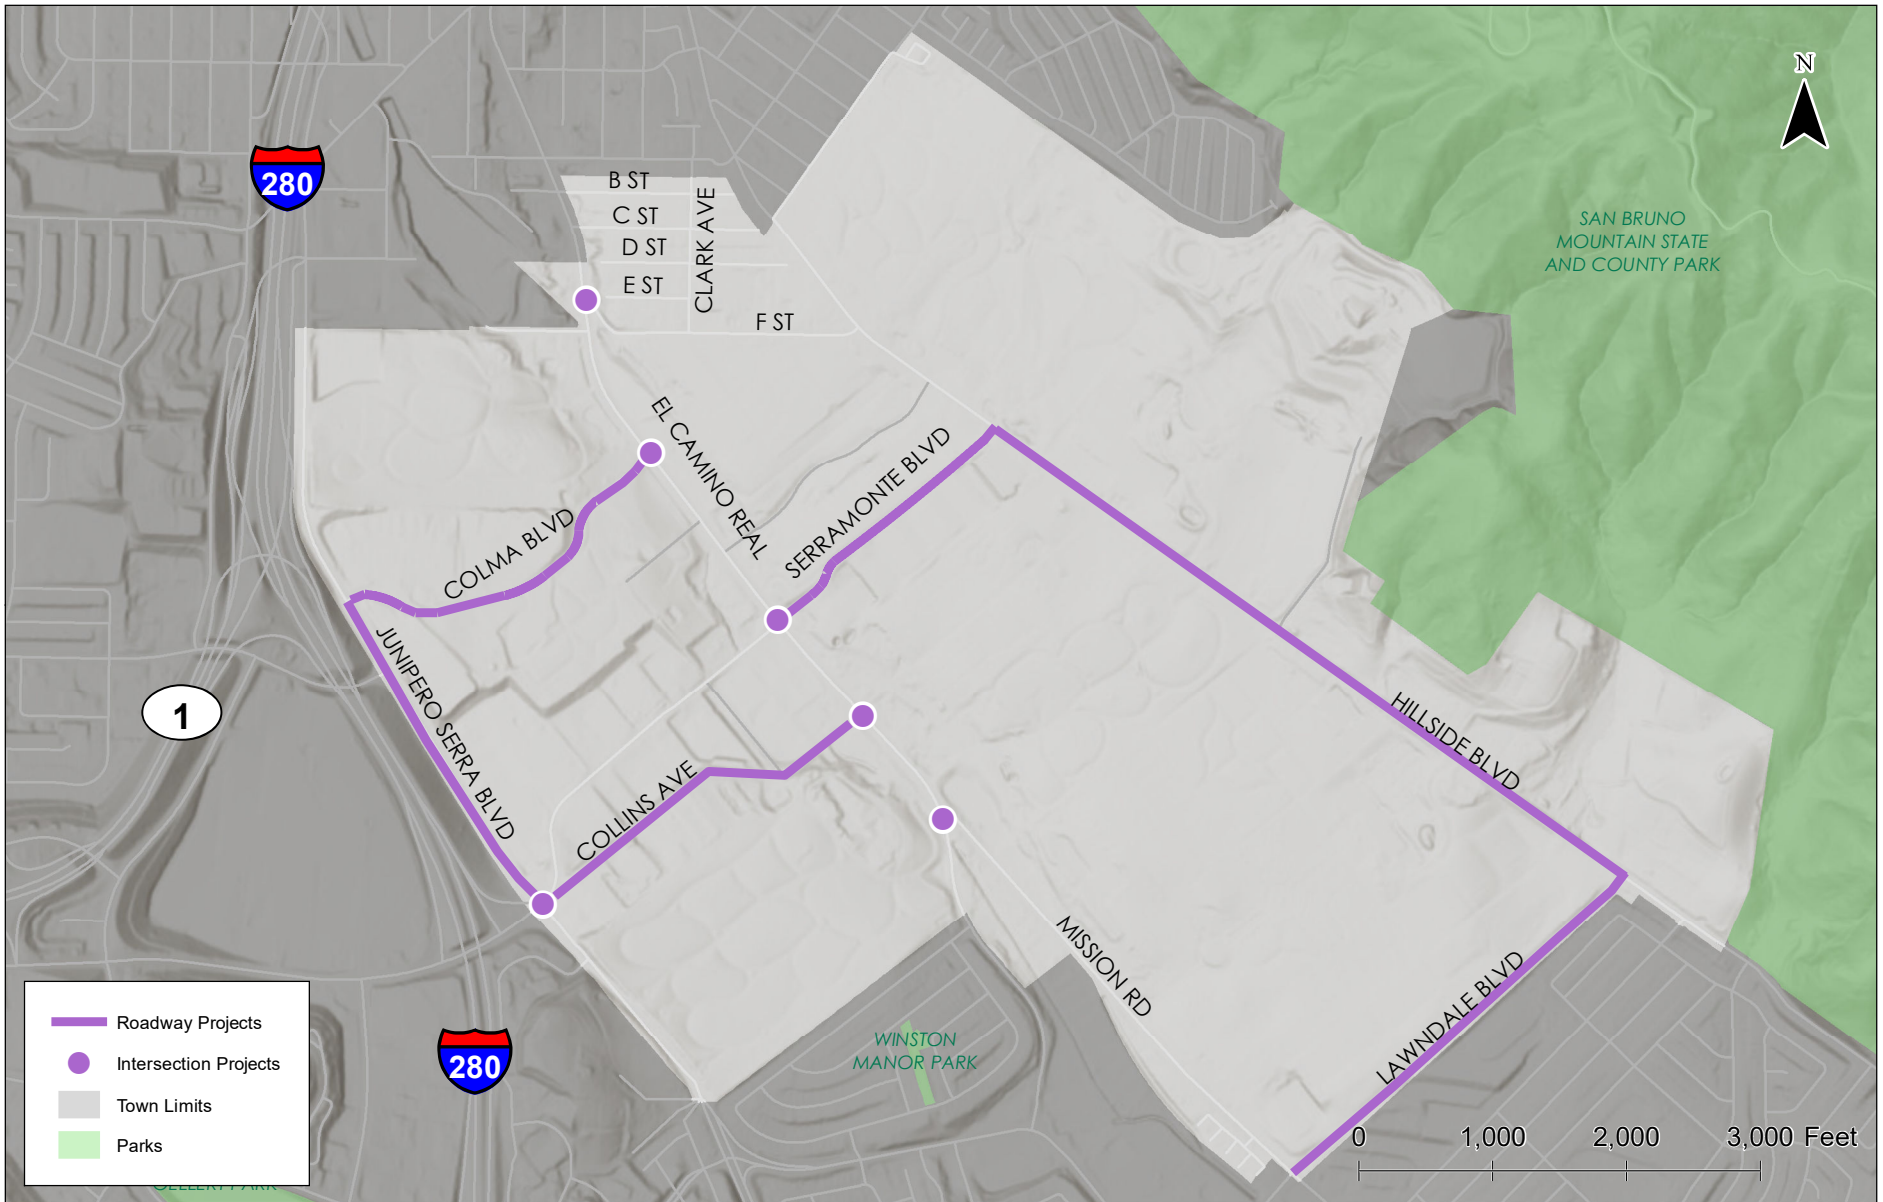 N
280
B ST
C ST
D ST
E ST
CLARK AVE
F ST
SAN BRUNO
MOUNTAIN STATE
AND COUNTY PARK
EL CAMINO REAL
SERRAMONTE BLVD
COLMA BLVD
JUNIPERO SERRA BLVD
1
COLLINS AVE
HILLSIDE BLVD
MISSION RD
LAWNDALE BLVD
WINSTON
MANOR PARK
280
Roadway Projects
Intersection Projects
Town Limits
Parks
0 1,000 2,000 3,000 Feet